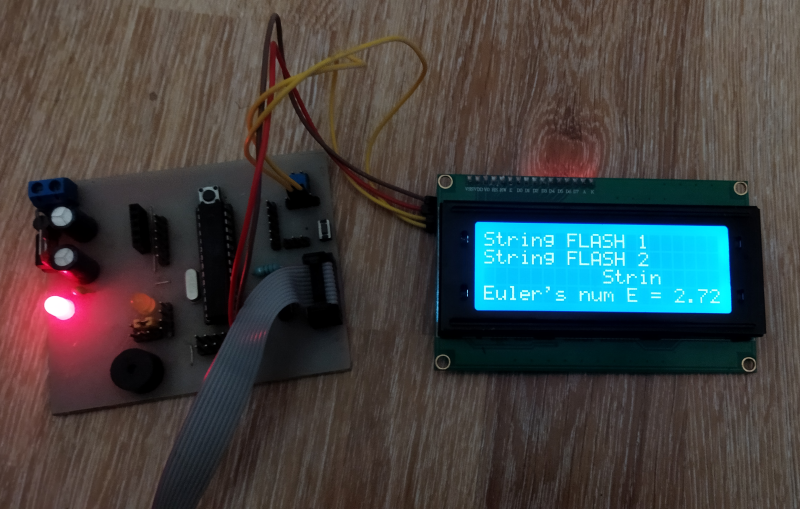 String FLASH 1
String FLASH 2
Strin
Euler's num E = 2.72